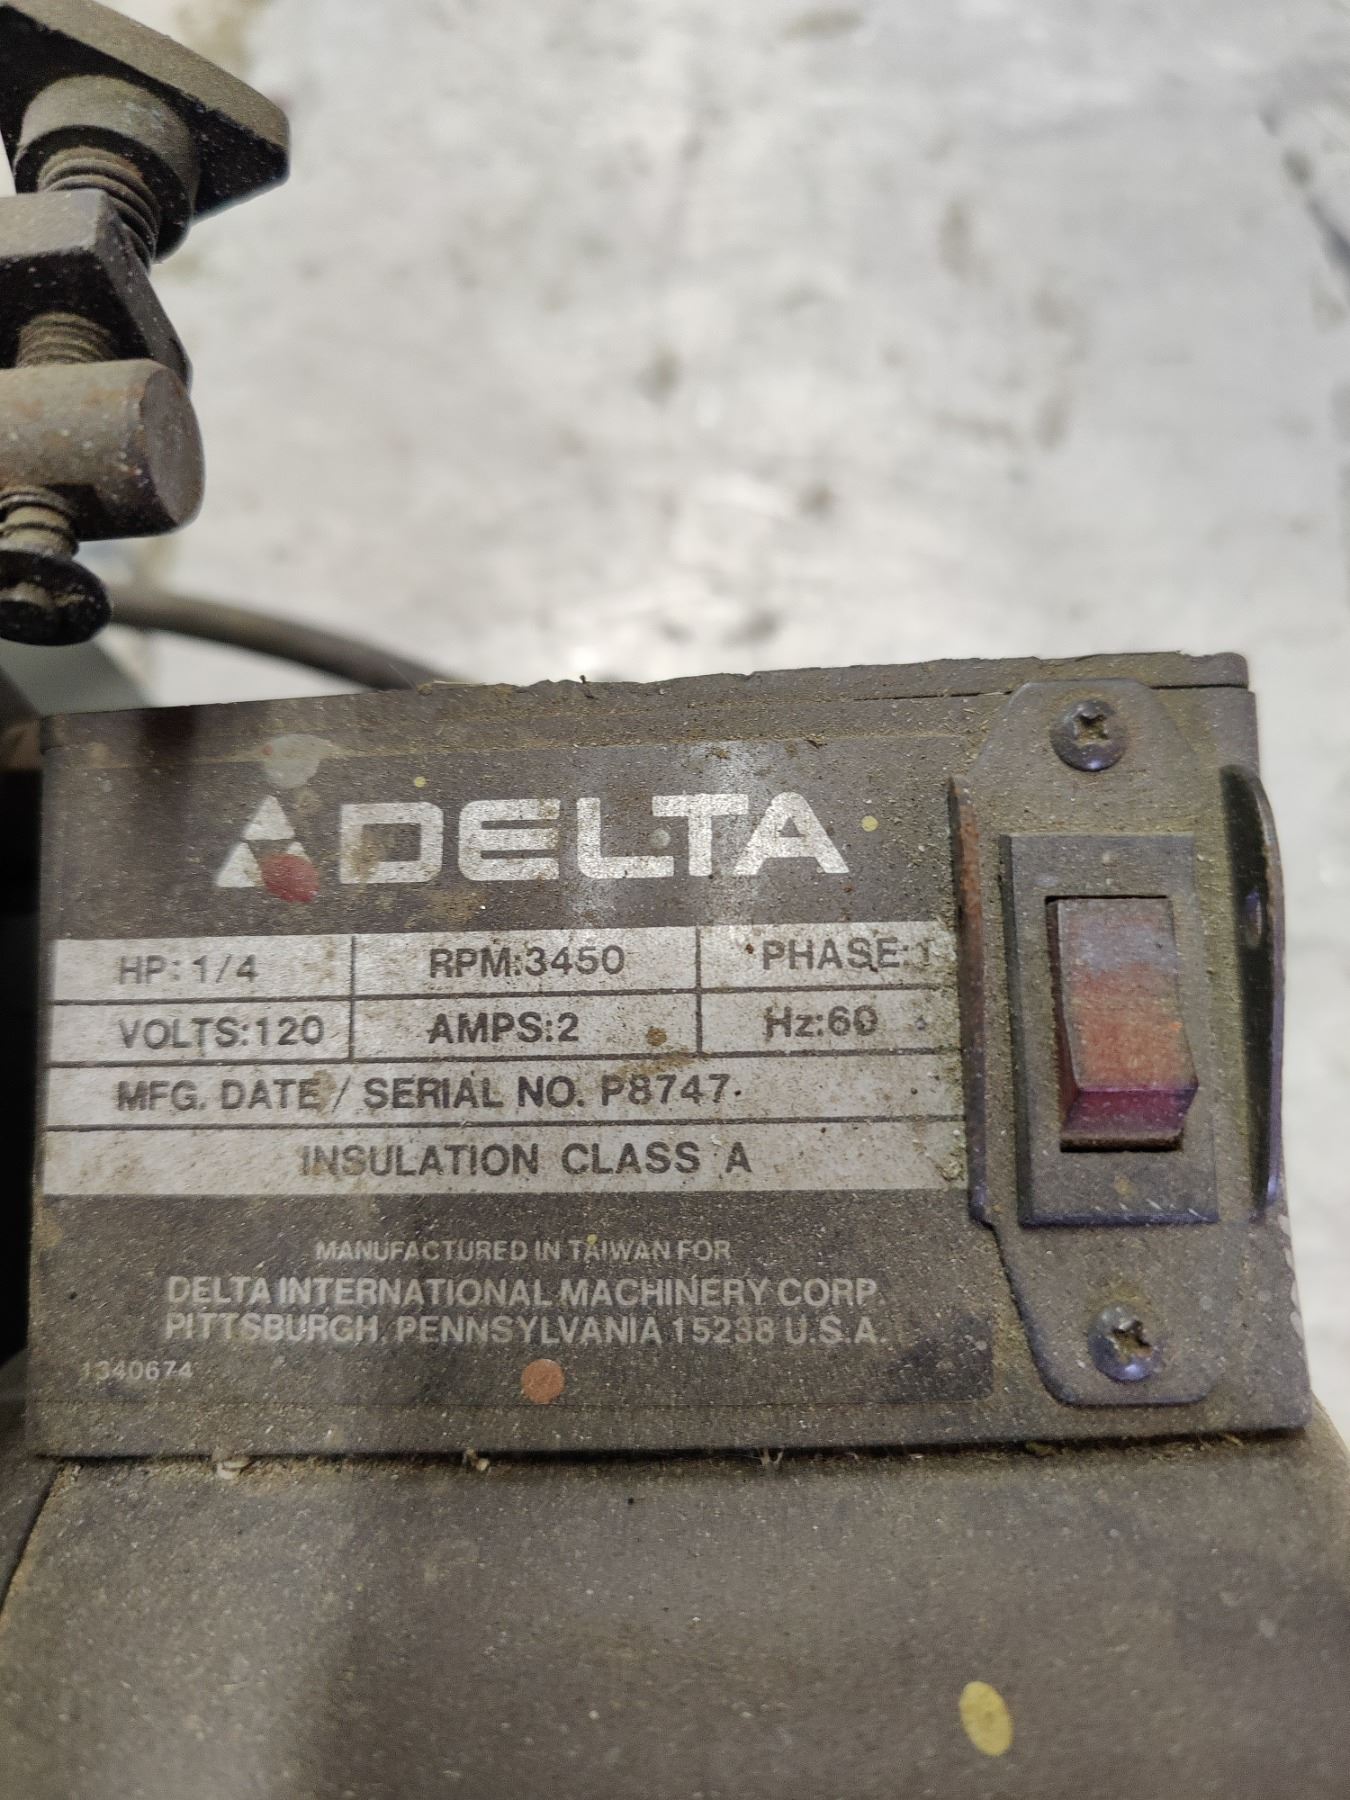 DELTA
HP: 1/4 RPM:3450 PHASE:1
VOLTS:120 AMPS:2 Hz:60
MFG. DATE / SERIAL NO. P8747.
INSULATION CLASS A
MANUFACTURED IN TAIWAN FOR
DELTA INTERNATIONAL MACHINERY CORP.
PITTSBURGH, PENNSYLVANIA 15238 U.S.A.
1340674